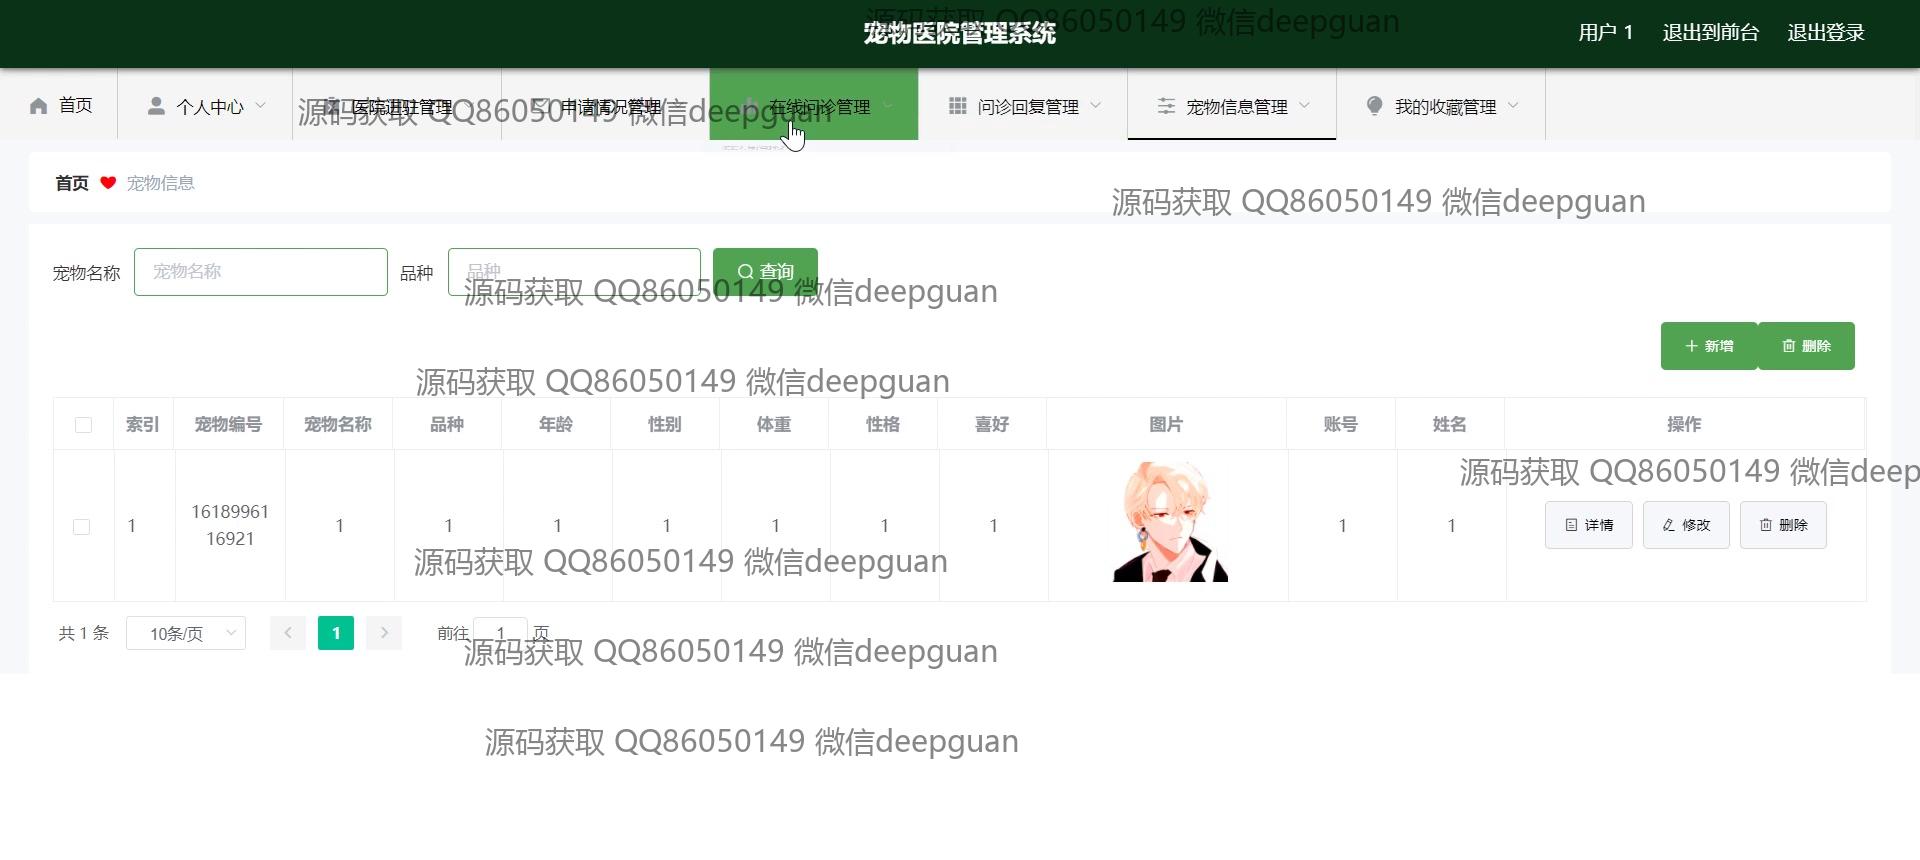 宠物医院管理系统
源码获取 QQ86050149 微信deepguan
用户 1 退出到前台 退出登录
首页 个人中心 医院进驻管理 申请情况管理 在线问诊管理 问诊回复管理 宠物信息管理 我的收藏管理
源码获取 QQ86050149 微信deepguan
首页 宠物信息
源码获取 QQ86050149 微信deepguan
宠物名称 宠物名称 品种 品种 查询
源码获取 QQ86050149 微信deepguan
新增 删除
源码获取 QQ86050149 微信deepguan
索引 宠物编号 宠物名称 品种 年龄 性别 体重 性格 喜好 图片 账号 姓名 操作
源码获取 QQ86050149 微信deep
1 16189961 1 1 1 1 1 1 1 1 1 详情 修改 删除
16921
源码获取 QQ86050149 微信deepguan
共 1 条 10条/页 1 前往 1 页
源码获取 QQ86050149 微信deepguan
源码获取 QQ86050149 微信deepguan